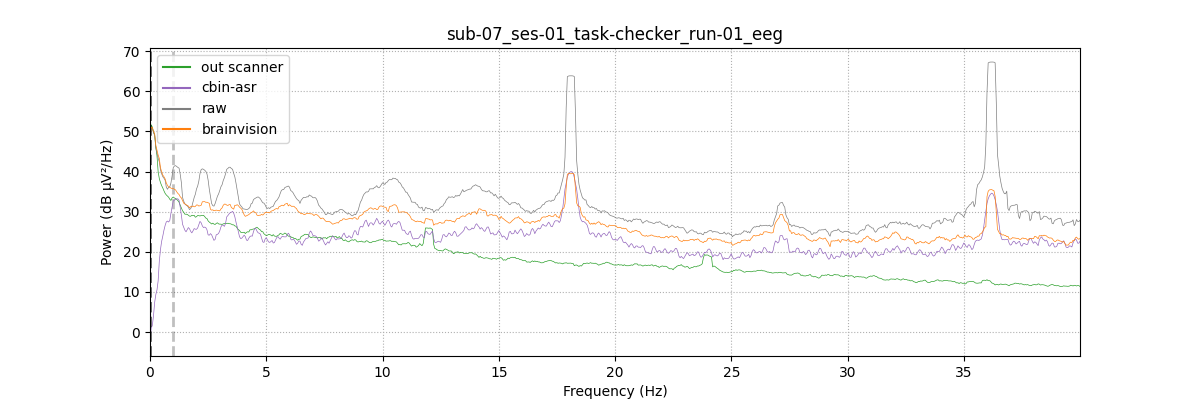 sub-07_ses-01_task-checker_run-01_eeg
70
60
50
40
30
20
10
0
Power (dB µV²/Hz)
out scanner
cbin-asr
raw
brainvision
0 5 10 15 20 25 30 35
Frequency (Hz)